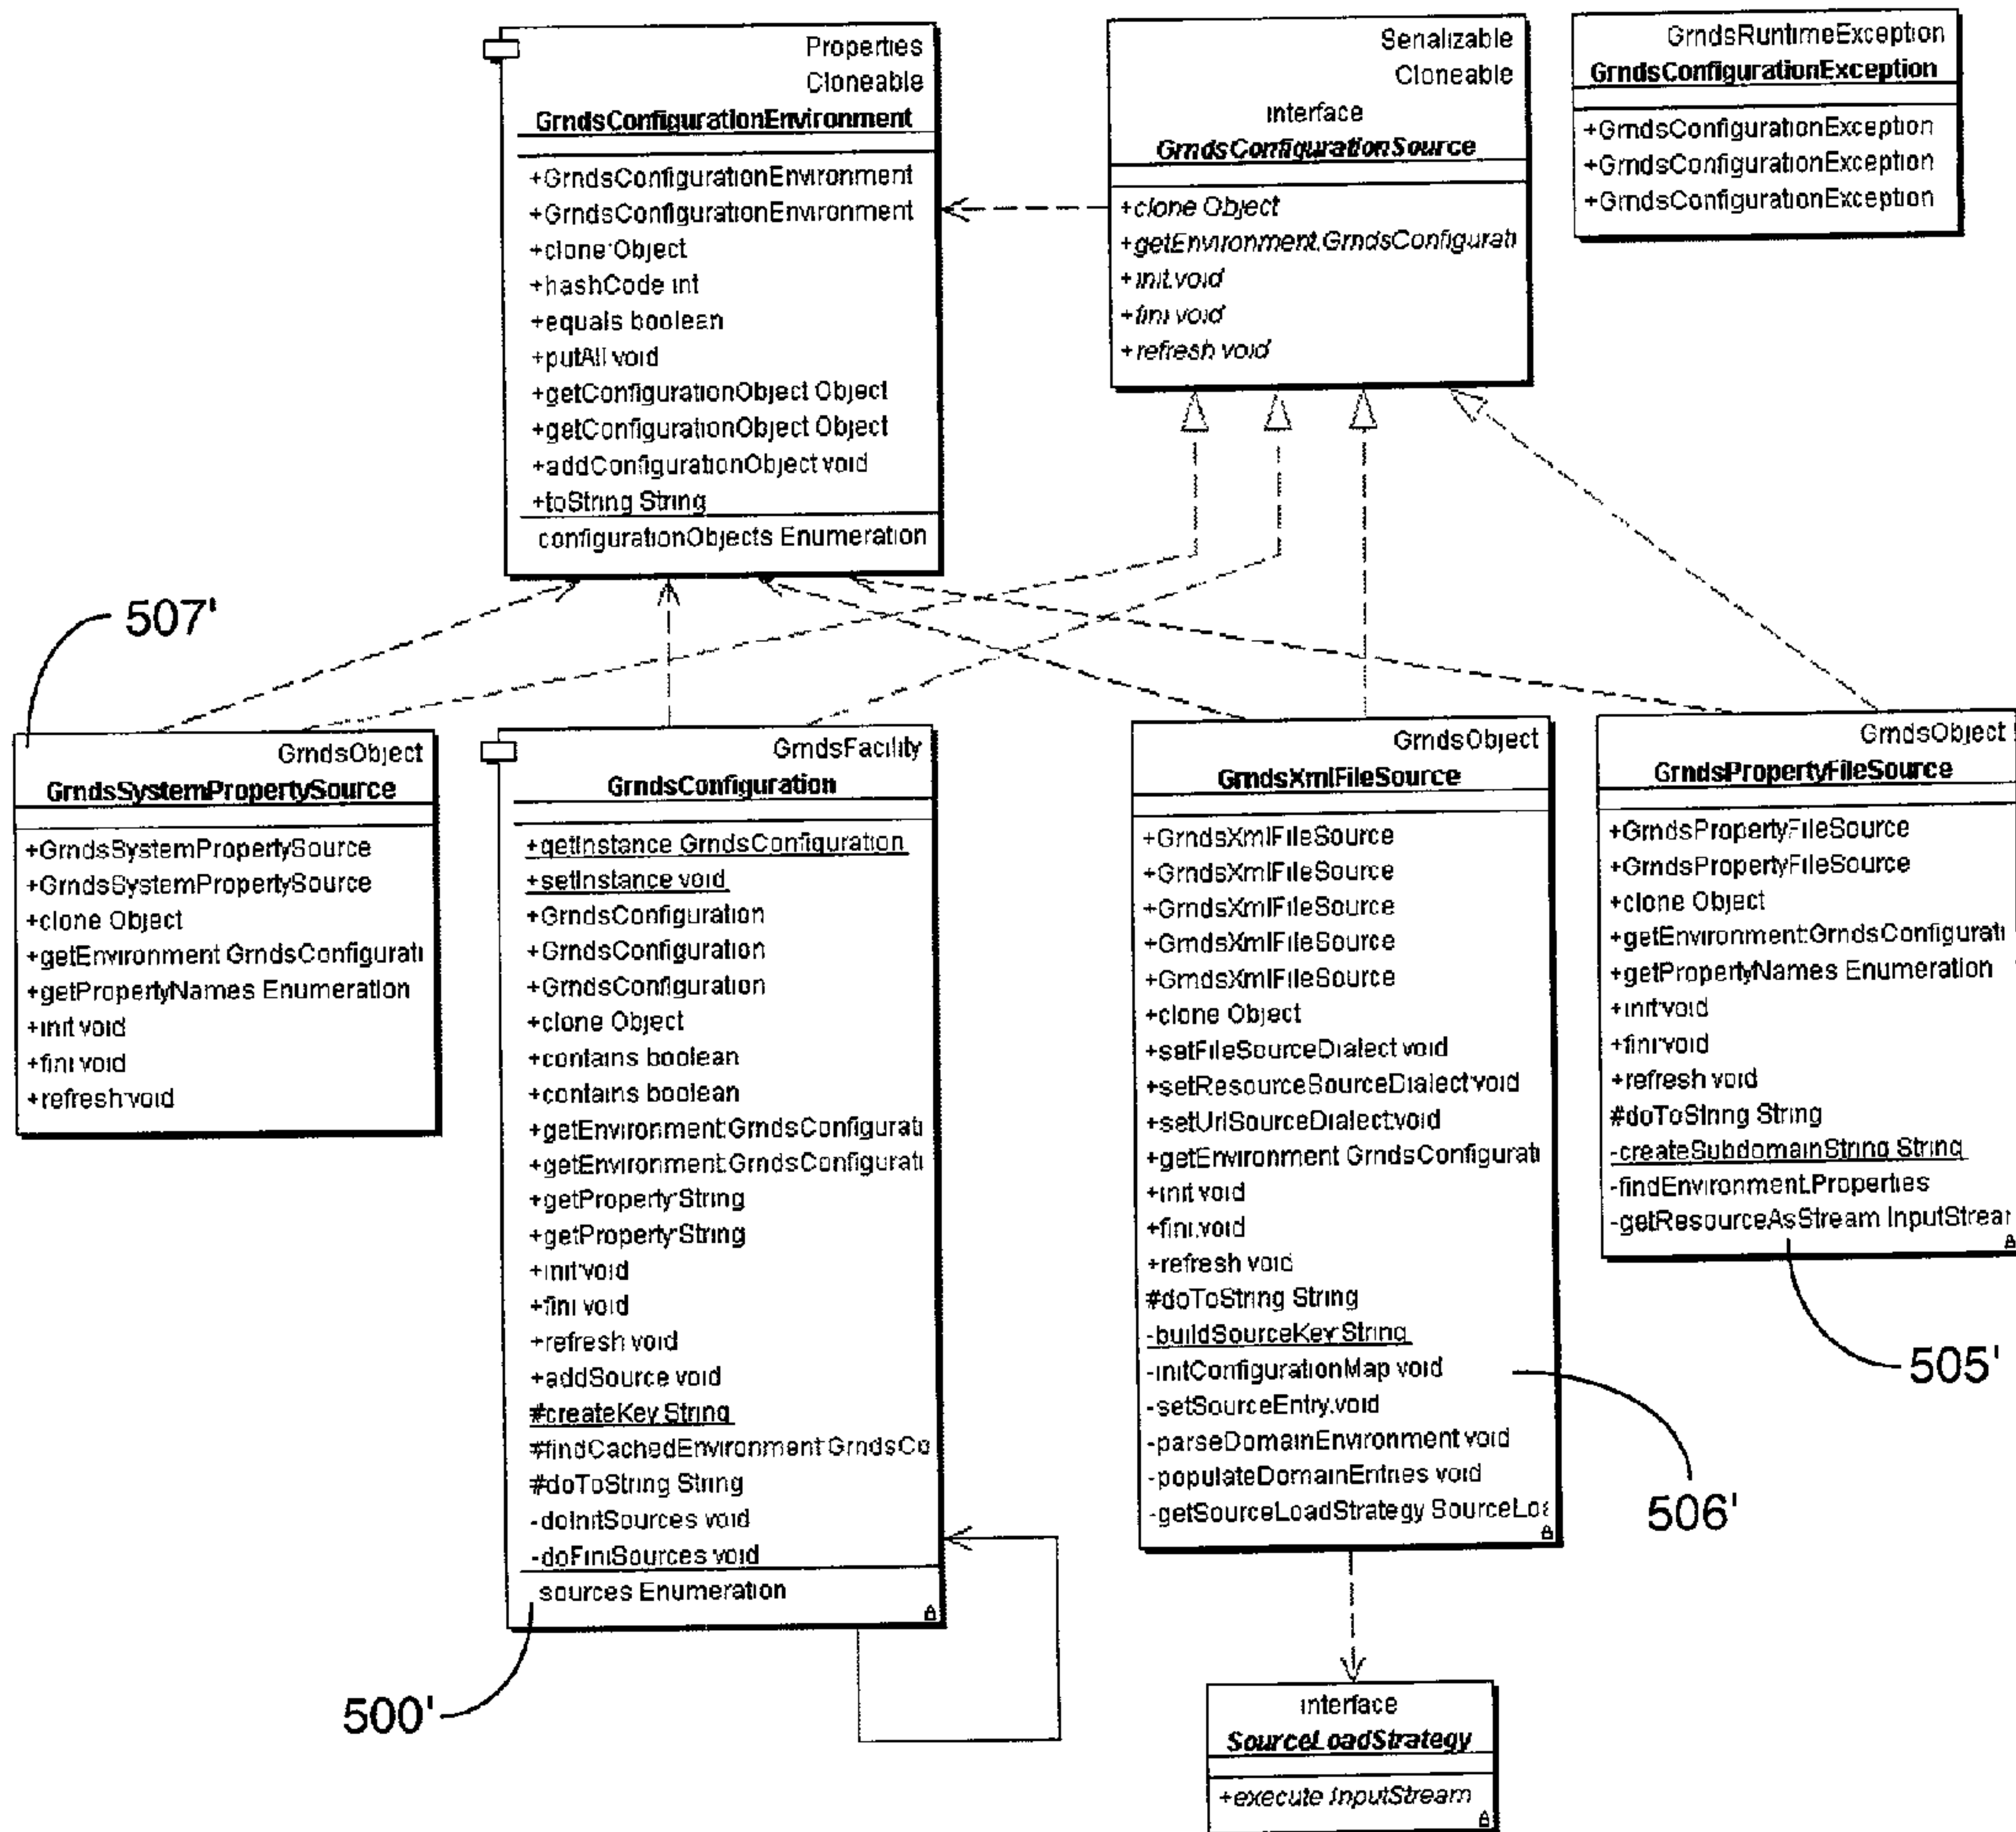 Properties
Cloneable
GrndsConfigurationEnvironment
+GrndsConfigurationEnvironment
+GrndsConfigurationEnvironment
+clone:Object
+hashCode int
+equals boolean
+putAll void
+getConfigurationObject Object
+getConfigurationObject Object
+addConfigurationObject void
+toString String
configurationObjects Enumeration
Serializable
Cloneable
interface
GrndsConfigurationSource
+clone Object
+getEnvironment.GrndsConfigurati
+init.void
+fini void
+refresh void
GrndsRuntimeException
GrndsConfigurationException
+GrndsConfigurationException
+GrndsConfigurationException
+GrndsConfigurationException
507'
GrndsObject
GrndsSystemPropertySource
+GrndsSystemPropertySource
+GrndsSystemPropertySource
+clone Object
+getEnvironment GrndsConfigurati
+getPropertyNames Enumeration
+init void
+fini void
+refresh void
GrndsFacility
GrndsConfiguration
+getInstance GrndsConfiguration
+setInstance void
+GrndsConfiguration
+GrndsConfiguration
+GrndsConfiguration
+clone Object
+contains boolean
+contains boolean
+getEnvironment:GrndsConfigurati
+getEnvironment:GrndsConfigurati
+getProperty:String
+getProperty:String
+init void
+fini void
+refresh void
+addSource void
#createKey String
#findCachedEnvironment:GrndsCo
#doToString String
-doInitSources void
-doFiniSources void
sources Enumeration
500'
GrndsObject
GrndsXmlFileSource
+GrndsXmlFileSource
+GrndsXmlFileSource
+GrndsXmlFileSource
+GrndsXmlFileSource
+GrndsXmlFileSource
+clone Object
+setFileSourceDialect void
+setResourceSourceDialect void
+setUrlSourceDialect void
+getEnvironment GrndsConfigurati
+init void
+fini.void
+refresh void
#doToString String
-buildSourceKey String
-initConfigurationMap void
-setSourceEntry.void
-parseDomainEnvironment void
-populateDomainEntries void
-getSourceLoadStrategy SourceLoa
506'
GrndsObject
GrndsPropertyFileSource
+GrndsPropertyFileSource
+GrndsPropertyFileSource
+clone Object
+getEnvironment:GrndsConfigurati
+getPropertyNames Enumeration
+init void
+fini void
+refresh void
#doToString String
-createSubdomainString String
-findEnvironment.Properties
-getResourceAsStream InputStrear
505'
interface
SourceLoadStrategy
+execute InputStream